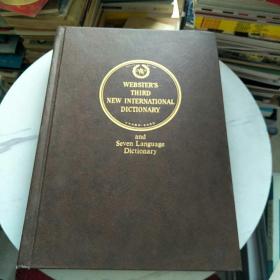 WEBSTER'S
THIRD
NEW INTERNATIONAL
DICTIONARY
and
Seven Language
Dictionary